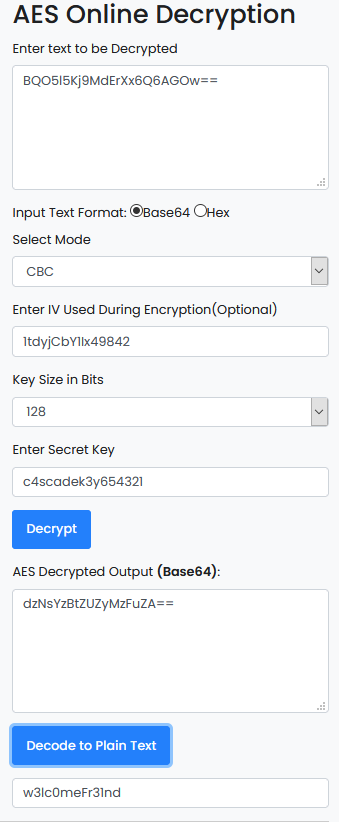 AES Online Decryption
Enter text to be Decrypted
BQO5l5Kj9MdErXx6Q6AGOw==
Input Text Format: Base64 Hex
Select Mode
CBC
Enter IV Used During Encryption(Optional)
1tdyjCbY1Ix49842
Key Size in Bits
128
Enter Secret Key
c4scadek3y654321
Decrypt
AES Decrypted Output (Base64):
dzNsYzBtZUZyMzFuZA==
Decode to Plain Text
w3lc0meFr31nd